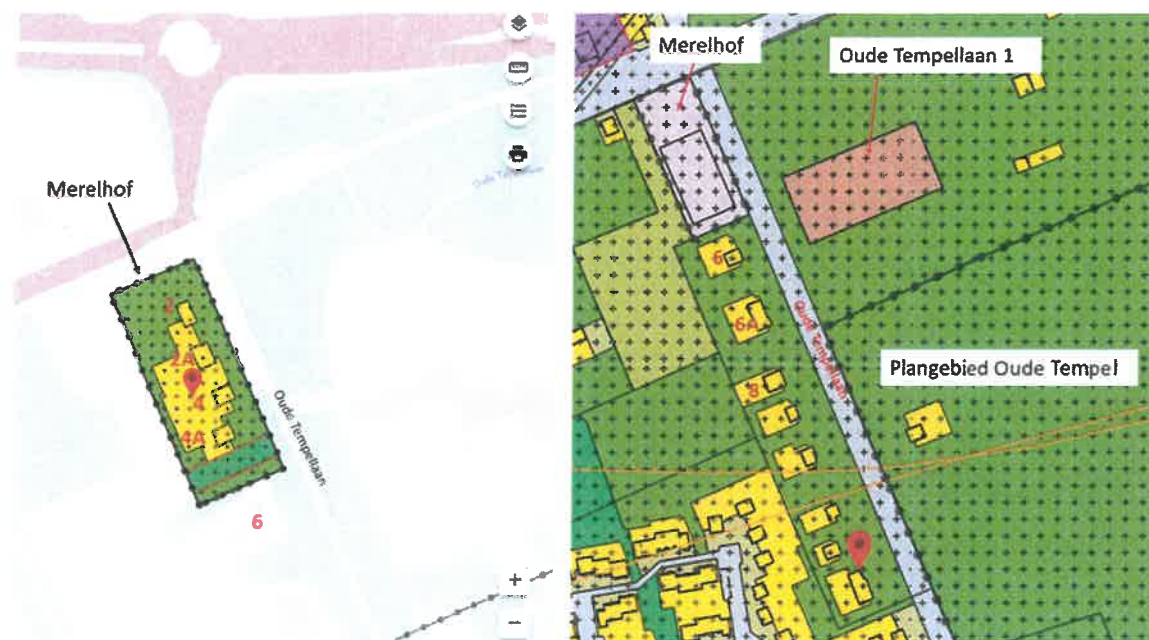 Merelhof
2
2A
4
4A
Oude Tempellaan
6
Merelhof
Oude Tempellaan 1
6
6A
8
Oude Tempellaan
Plangebied Oude Tempel